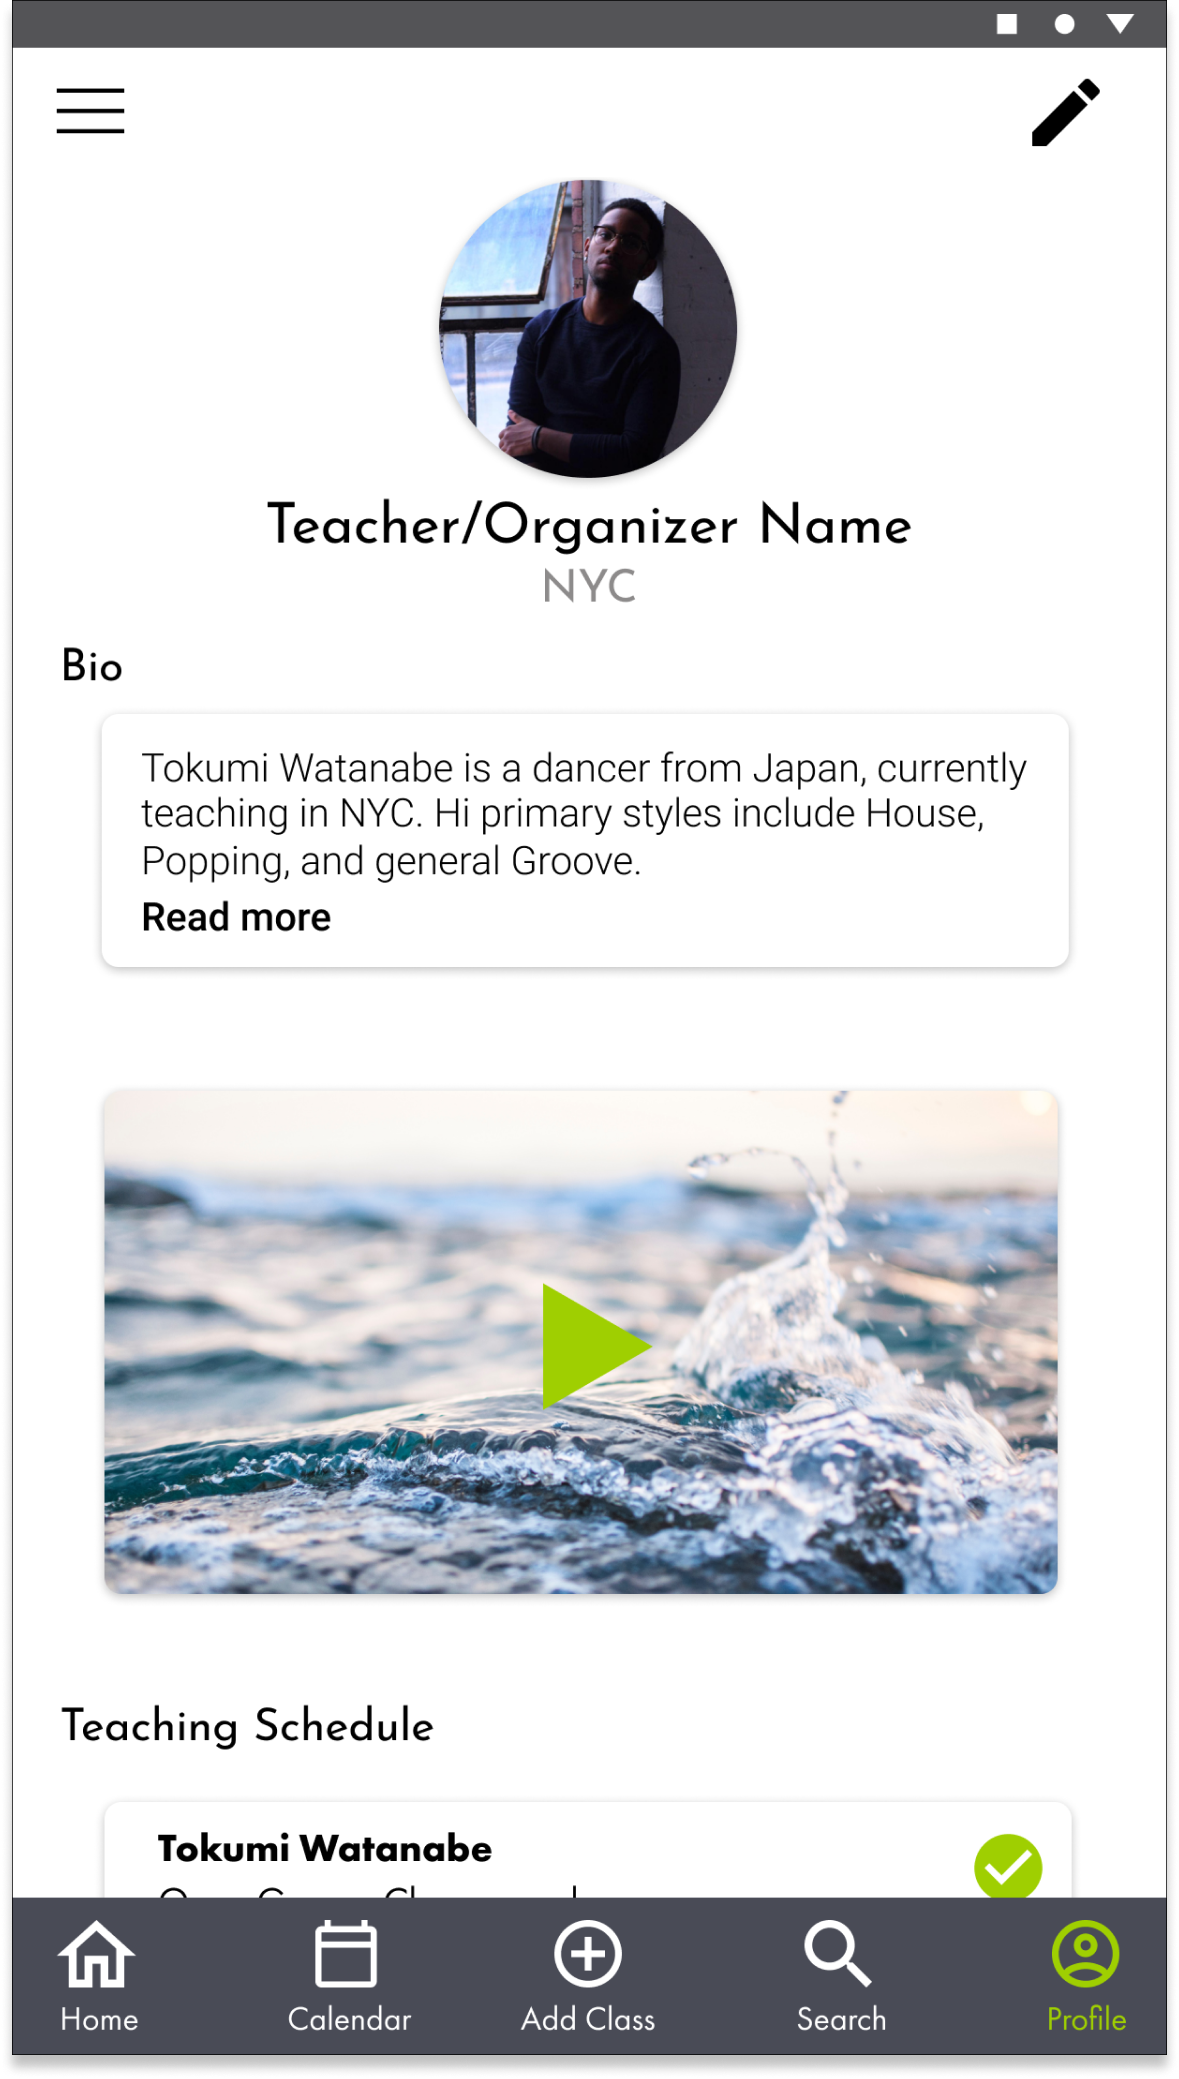 Teacher/Organizer Name
NYC
Bio
Tokumi Watanabe is a dancer from Japan, currently
teaching in NYC. Hi primary styles include House,
Popping, and general Groove.
Read more
Teaching Schedule
Tokumi Watanabe
Home
Calendar
Add Class
Search
Profile